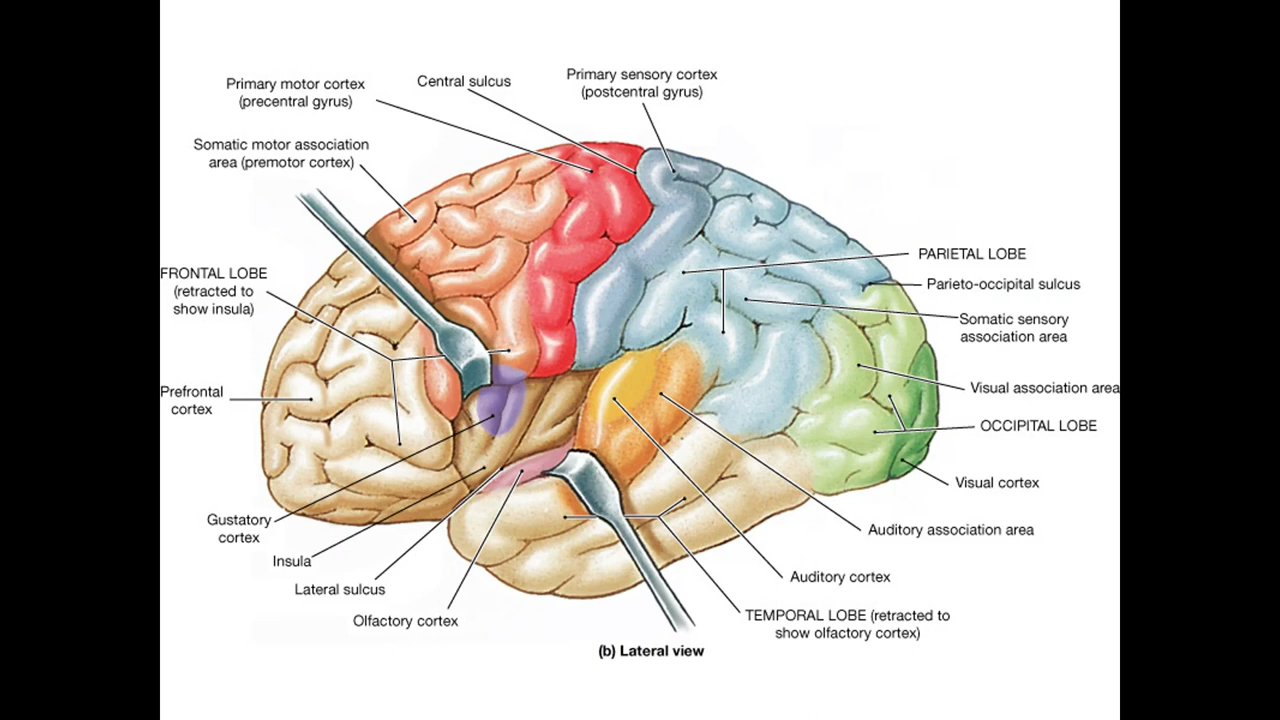 Primary motor cortex
(precentral gyrus)
Central sulcus
Primary sensory cortex
(postcentral gyrus)
Somatic motor association
area (premotor cortex)
FRONTAL LOBE
(retracted to
show insula)
Prefrontal
cortex
Gustatory
cortex
Insula
Lateral sulcus
Olfactory cortex
PARIETAL LOBE
Parieto-occipital sulcus
Somatic sensory
association area
Visual association area
OCCIPITAL LOBE
Visual cortex
Auditory association area
Auditory cortex
TEMPORAL LOBE (retracted to
show olfactory cortex)
(b) Lateral view